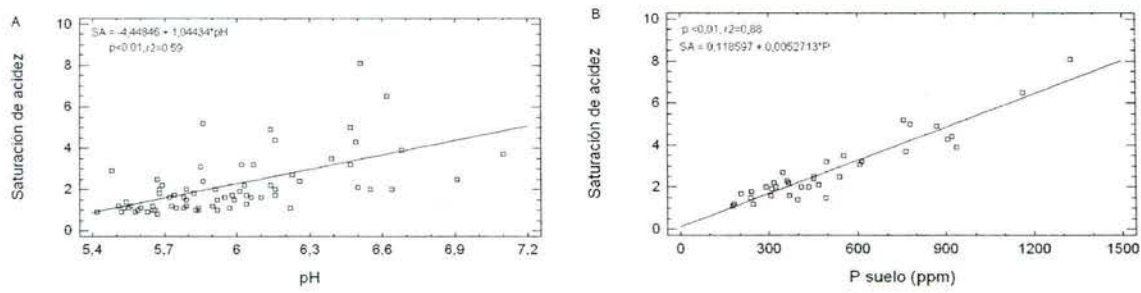 A
SA = -4,44846 + 1,04434*pH
p<0.01, r2=0.59
Saturación de acidez
10
8
6
4
2
0
5,4
5,7
6
6,3
6,6
6,9
7,2
pH
B
p <0,01, r2=0,88
SA = 0,118597 + 0,0052713*P
Saturación de acidez
10
8
6
4
2
0
0
300
600
900
1200
1500
P suelo (ppm)